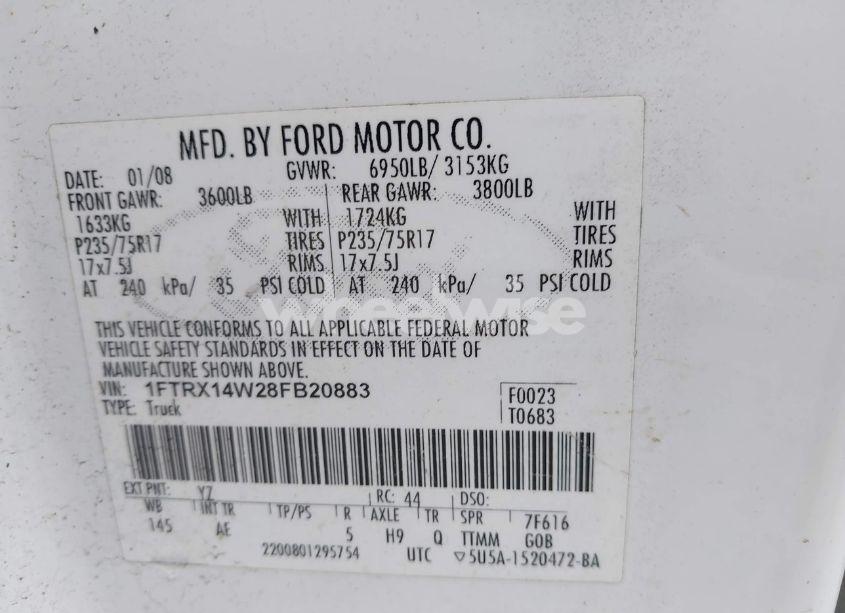 MFD. BY FORD MOTOR CO.
DATE: 01/08 GVWR: 6950LB/ 3153KG
FRONT GAWR: 3600LB REAR GAWR: 3800LB
1633KG WITH 1724KG WITH
P235/75R17 TIRES P235/75R17 TIRES
17x7.5J RIMS 17x7.5J RIMS
AT 240 kPa/ 35 PSI COLD AT 240 kPa/ 35 PSI COLD
wheelwise
THIS VEHICLE CONFORMS TO ALL APPLICABLE FEDERAL MOTOR
VEHICLE SAFETY STANDARDS IN EFFECT ON THE DATE OF
MANUFACTURE SHOWN ABOVE.
VIN: 1FTRX14W28FB20883 F0023
TYPE: Truck T0683
EXT PNT: YZ RC: 44 DSO:
WB INT TR TP/PS R AXLE TR SPR 7F616
145 AE 5 H9 Q TTMM GOB
2200801295754 UTC ▽5U5A-1520472-BA